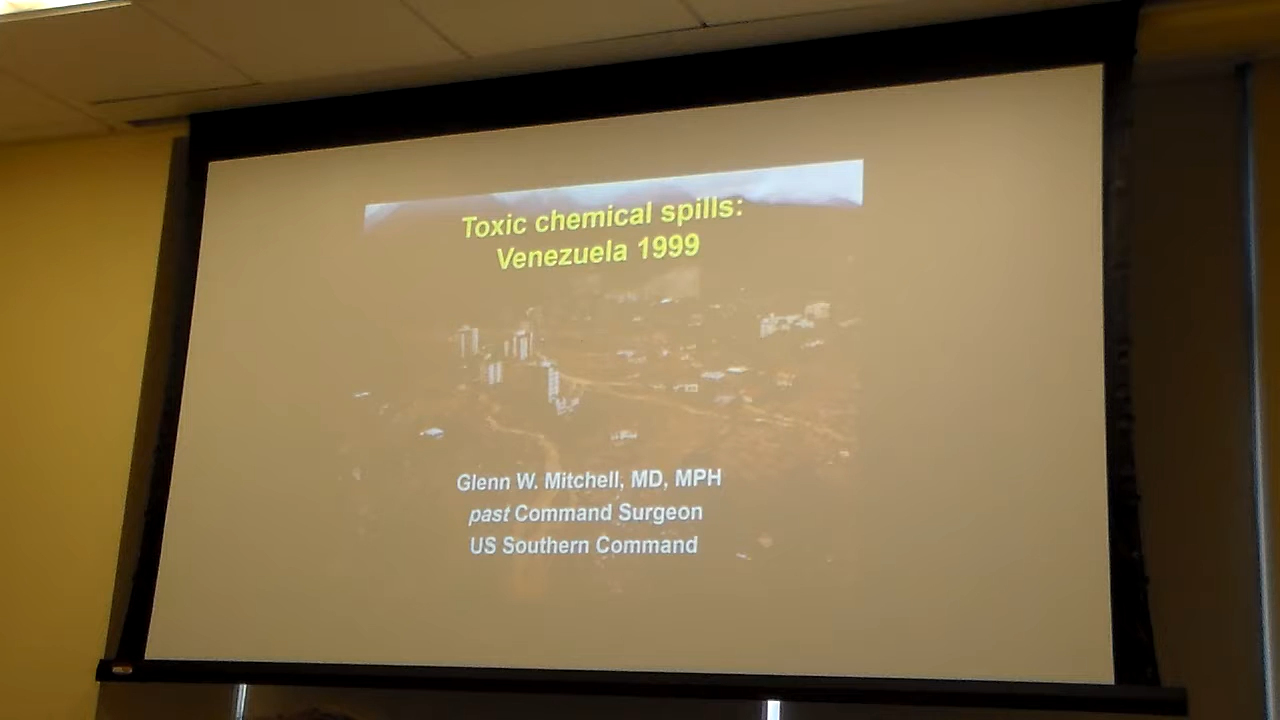 Toxic chemical spills:
Venezuela 1999
Glenn W. Mitchell, MD, MPH
past Command Surgeon
US Southern Command